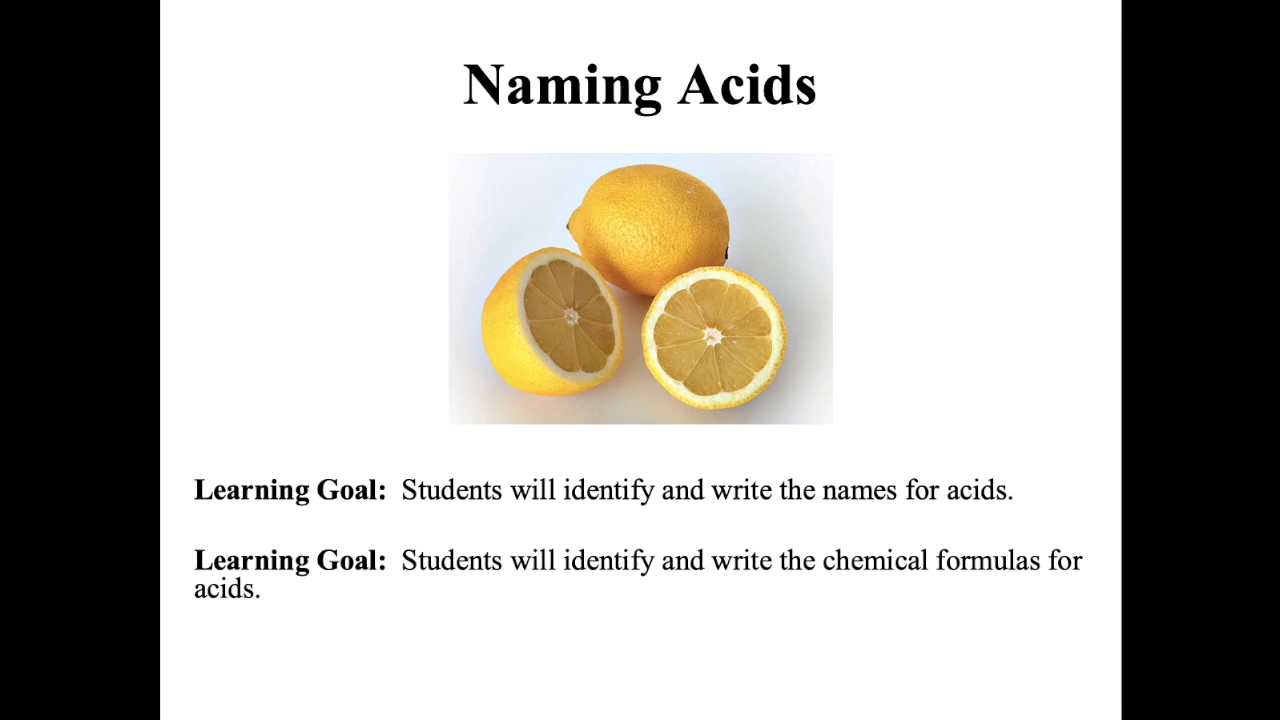 Naming Acids
Learning Goal:  Students will identify and write the names for acids.
Learning Goal:  Students will identify and write the chemical formulas for
acids.